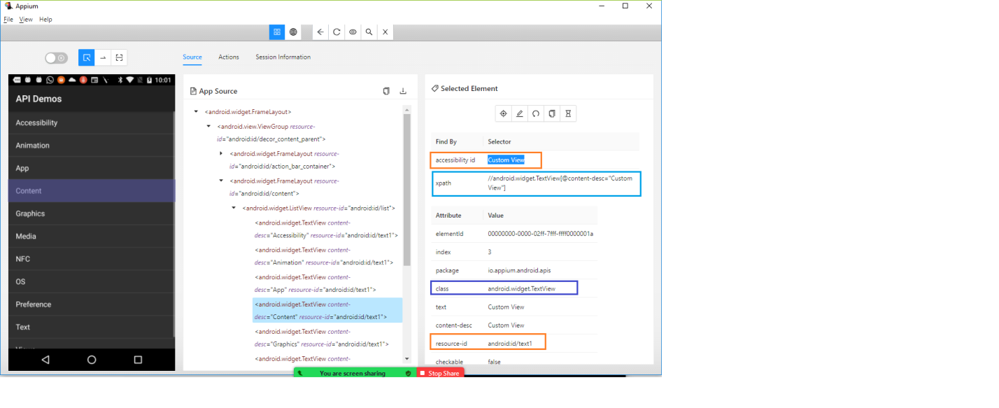 Appium
File View Help
Source Actions Session Information
10:01
API Demos
Accessibility
Animation
App
Content
Graphics
Media
NFC
OS
Preference
Text
Views
App Source
<android.widget.FrameLayout>
<android.view.ViewGroup resource-
id="android:id/decor_content_parent">
<android.widget.FrameLayout resource-
id="android:id/action_bar_container">
<android.widget.FrameLayout resource-
id="android:id/content">
<android.widget.ListView resource-id="android:id/list">
<android.widget.TextView content-
desc="Accessibility" resource-id="android:id/text1">
<android.widget.TextView content-
desc="Animation" resource-id="android:id/text1">
<android.widget.TextView content-
desc="App" resource-id="android:id/text1">
<android.widget.TextView content-
desc="Content" resource-id="android:id/text1">
<android.widget.TextView content-
desc="Graphics" resource-id="android:id/text1">
<android.widget.TextView content-
Selected Element
Find By Selector
accessibility id Custom View
xpath //android.widget.TextView[@content-desc="Custom
View"]
Attribute Value
elementId 00000000-0000-02ff-7fff-ffff0000001a
index 3
package io.appium.android.apis
class android.widget.TextView
text Custom View
content-desc Custom View
resource-id android:id/text1
checkable false
You are screen sharing Stop Share